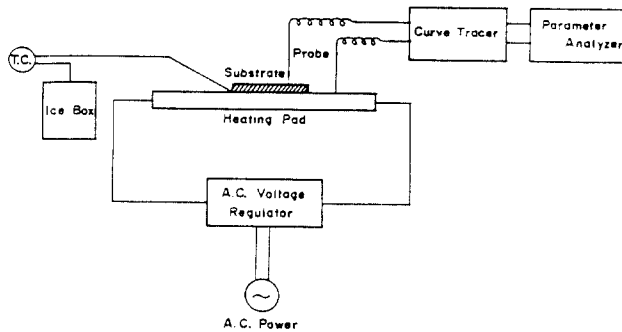 T.C.
Ice Box
Substrate
Probe
Curve Tracer
Parameter
Analyzer
Heating Pad
A.C. Voltage
Regulator
A.C. Power